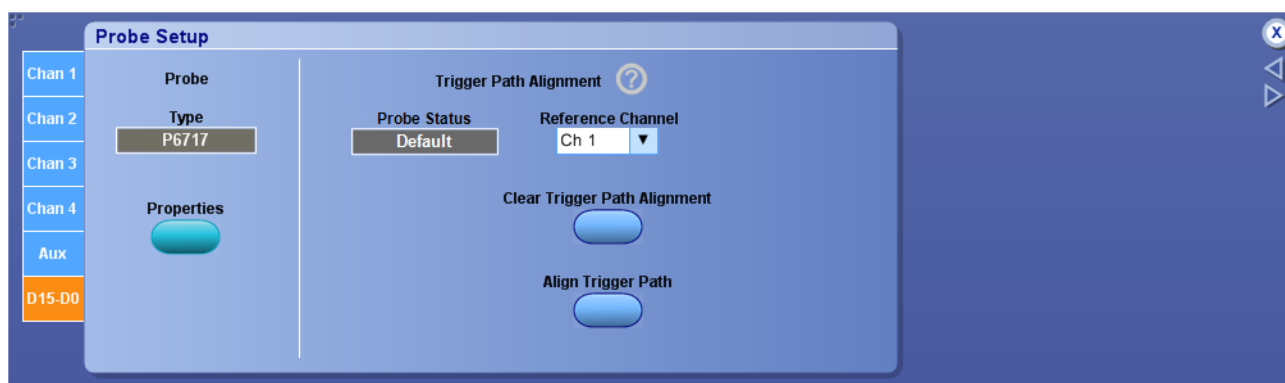 Probe Setup
Chan 1
Chan 2
Chan 3
Chan 4
Aux
D15-D0
Probe
Type
P6717
Properties
Trigger Path Alignment ?
Probe Status
Default
Reference Channel
Ch 1
Clear Trigger Path Alignment
Align Trigger Path
X